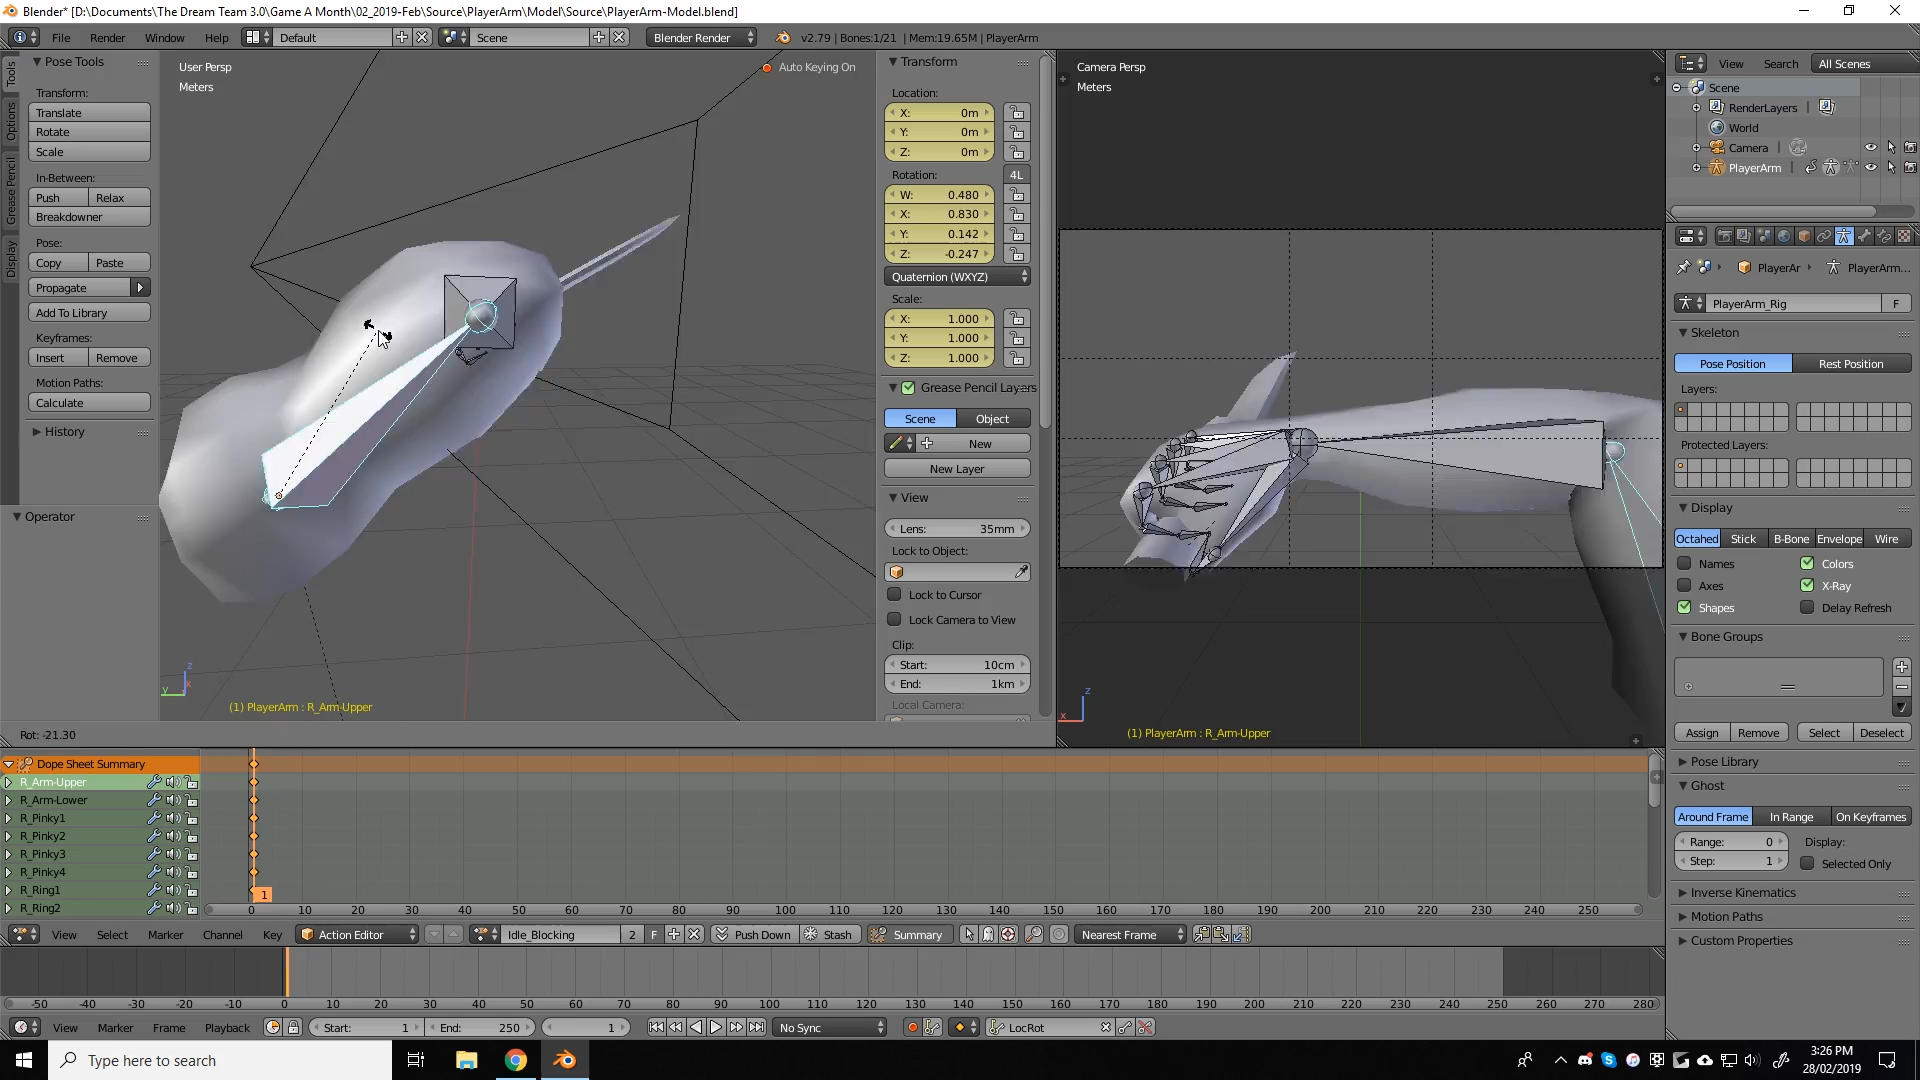 Blender* [D:\Documents\The Dream Team 3.0\Game A Month\02_2019-Feb\Source\PlayerArm\Model\Source\PlayerArm-Model.blend]
File Render Window Help Default Scene Blender Render v2.79 | Bones:1/21 | Mem:19.65M | PlayerArm
Tools
Options
Grease Pencil
Display
Pose Tools
Transform:
Translate
Rotate
Scale
In-Between:
Push Relax
Breakdowner
Pose:
Copy Paste
Propagate
Add To Library
Keyframes:
Insert Remove
Motion Paths:
Calculate
History
Operator
User Persp
Meters
Auto Keying On
z
y
(1) PlayerArm : R_Arm-Upper
Transform
Location:
X: 0m
Y: 0m
Z: 0m
Rotation: 4L
W: 0.480
X: 0.830
Y: 0.142
Z: -0.247
Quaternion (WXYZ)
Scale:
X: 1.000
Y: 1.000
Z: 1.000
Grease Pencil Layers
Scene Object
New
New Layer
View
Lens: 35mm
Lock to Object:
Lock to Cursor
Lock Camera to View
Clip:
Start: 10cm
End: 1km
Local Camera:
Camera Persp
Meters
z
x
(1) PlayerArm : R_Arm-Upper
View Search All Scenes
Scene
RenderLayers
World
Camera
PlayerArm
PlayerAr PlayerArm...
PlayerArm_Rig F
Skeleton
Pose Position Rest Position
Layers:
Protected Layers:
Display
Octahed Stick B-Bone Envelope Wire
Names Colors
Axes X-Ray
Shapes Delay Refresh
Bone Groups
Assign Remove Select Deselect
Pose Library
Ghost
Around Frame In Range On Keyframes
Range: 0 Display:
Step: 1 Selected Only
Inverse Kinematics
Motion Paths
Custom Properties
Rot: -21.30
Dope Sheet Summary
R_Arm-Upper
R_Arm-Lower
R_Pinky1
R_Pinky2
R_Pinky3
R_Pinky4
R_Ring1
R_Ring2
1
0 10 20 30 40 50 60 70 80 90 100 110 120 130 140 150 160 170 180 190 200 210 220 230 240 250
View Select Marker Channel Key Action Editor Idle_Blocking 2 F Push Down Stash Summary Nearest Frame
-50 -40 -30 -20 -10 0 10 20 30 40 50 60 70 80 90 100 110 120 130 140 150 160 170 180 190 200 210 220 230 240 250 260 270 280
View Marker Frame Playback Start: 1 End: 250 1 No Sync LocRot
Type here to search
3:26 PM
28/02/2019